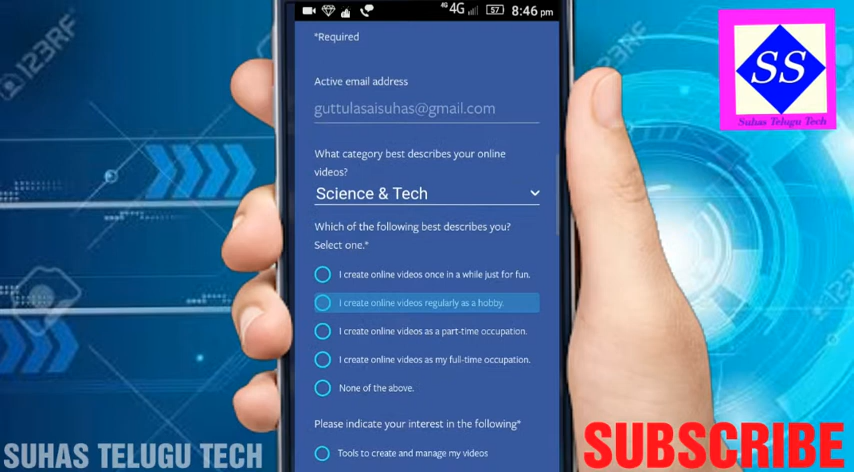 123RF
4G 4G 57 8:46 pm
*Required
SS
Suhas Telugu Tech
Active email address
guttulasaisuhas@gmail.com
What category best describes your online
videos?
Science & Tech
Which of the following best describes you?
Select one.*
I create online videos once in a while just for fun.
I create online videos regularly as a hobby.
I create online videos as a part-time occupation.
I create online videos as my full-time occupation.
None of the above.
Please indicate your interest in the following*
Tools to create and manage my videos
SUHAS TELUGU TECH
SUBSCRIBE